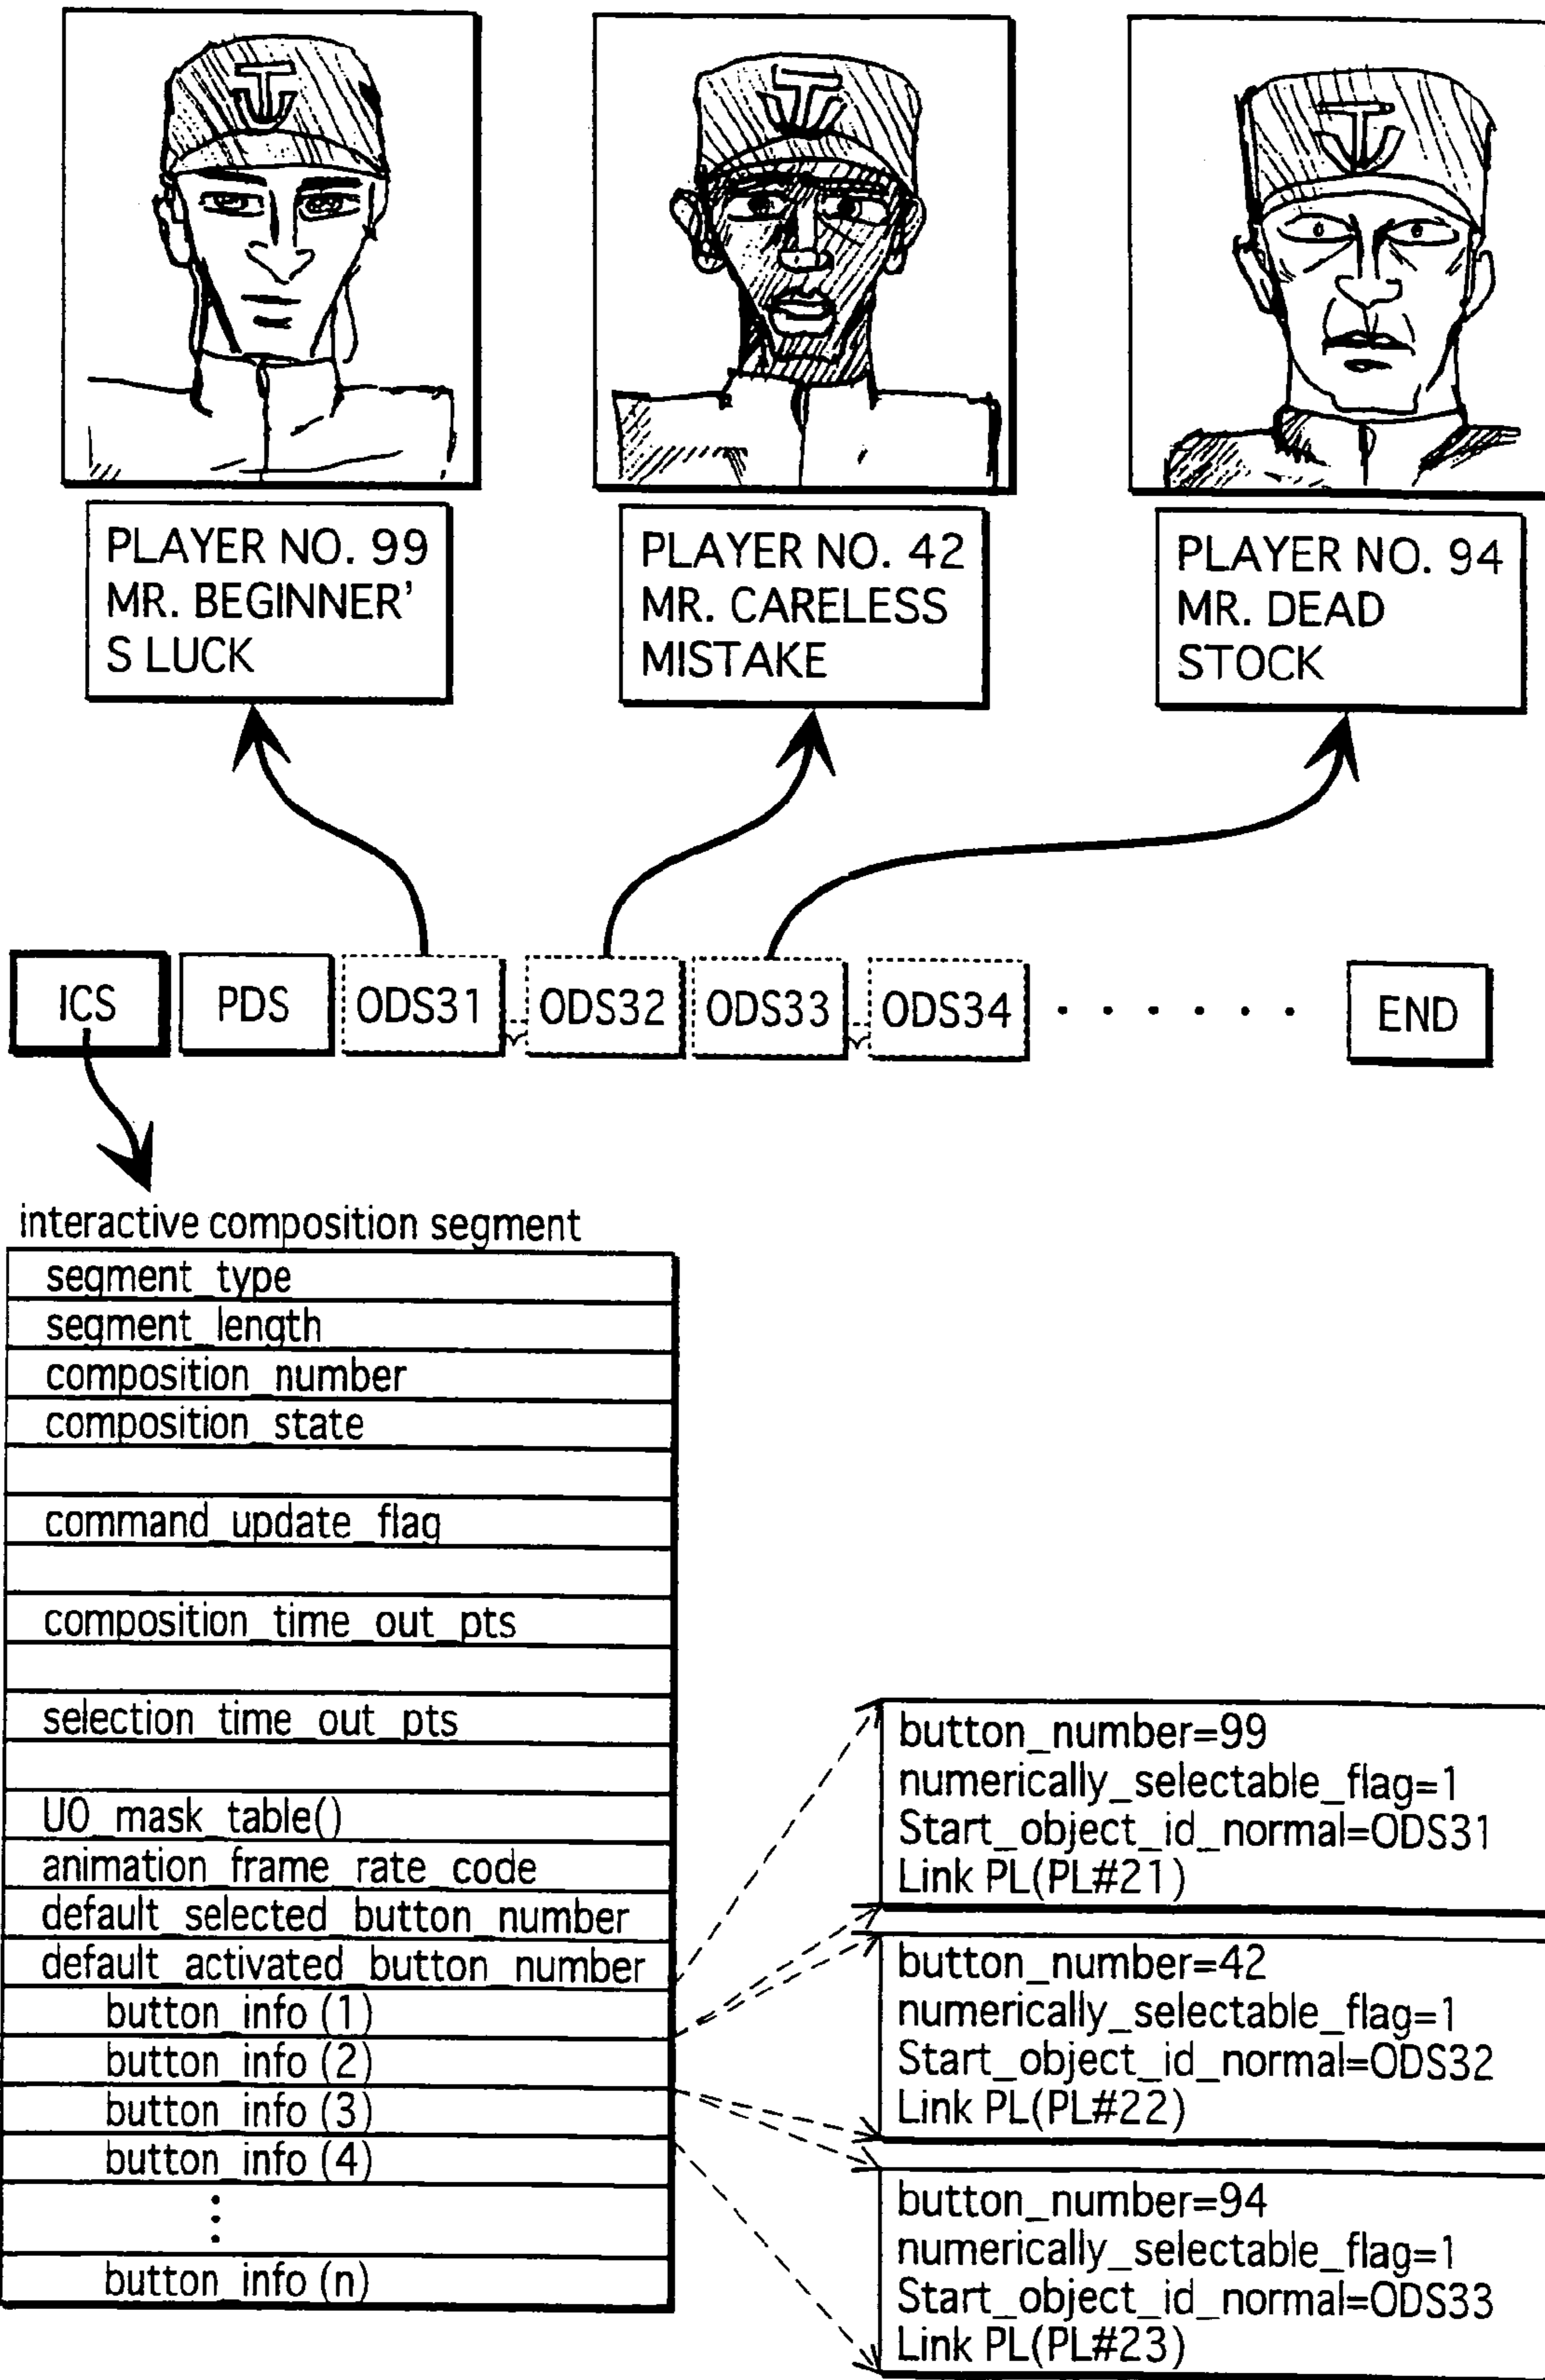 PLAYER NO. 99
MR. BEGINNER'
S LUCK
PLAYER NO. 42
MR. CARELESS
MISTAKE
PLAYER NO. 94
MR. DEAD
STOCK
ICS
PDS
ODS31
ODS32
ODS33
ODS34
END
interactive composition segment
segment_type
segment_length
composition_number
composition_state
command_update_flag
composition_time_out_pts
selection_time_out_pts
UO_mask_table()
animation_frame_rate_code
default_selected_button_number
default_activated_button_number
button_info (1)
button_info (2)
button_info (3)
button_info (4)
button_info (n)
button_number=99
numerically_selectable_flag=1
Start_object_id_normal=ODS31
Link PL(PL#21)
button_number=42
numerically_selectable_flag=1
Start_object_id_normal=ODS32
Link PL(PL#22)
button_number=94
numerically_selectable_flag=1
Start_object_id_normal=ODS33
Link PL(PL#23)